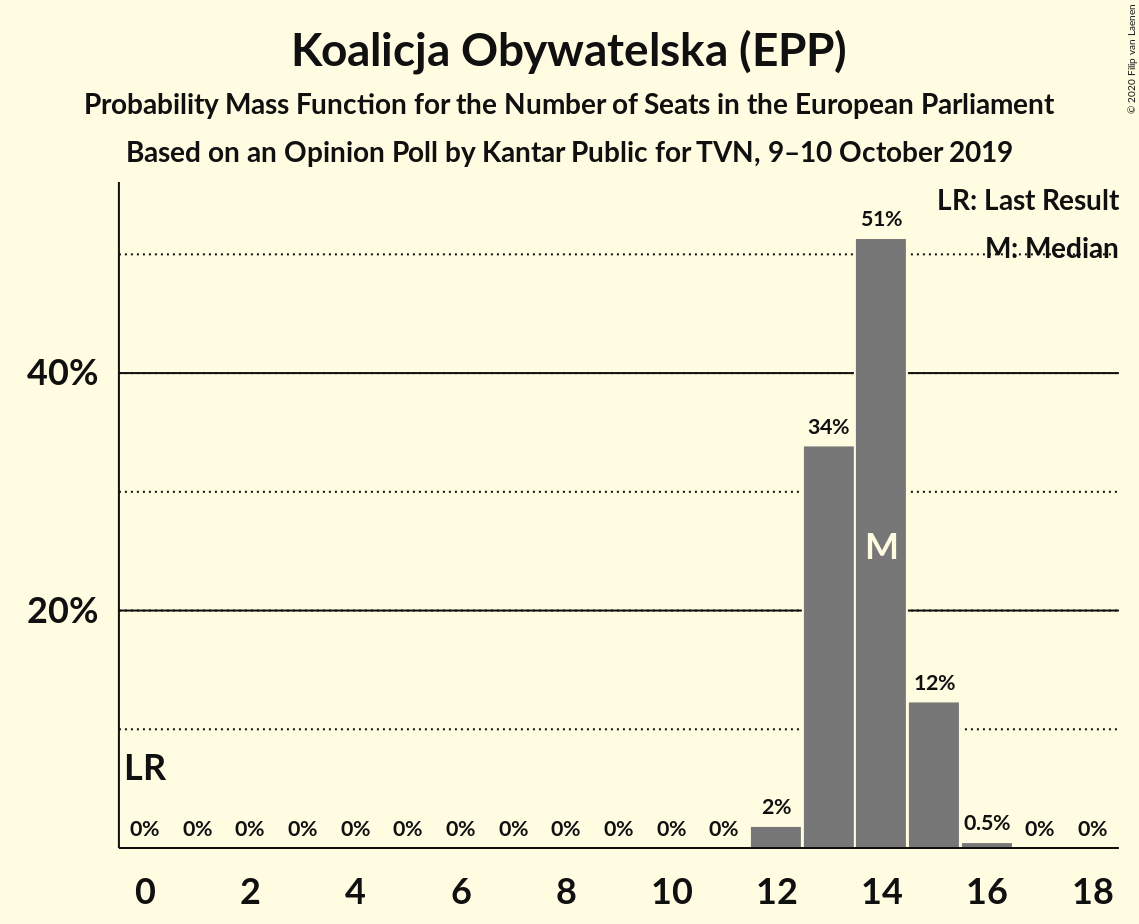 Koalicja Obywatelska (EPP)
Probability Mass Function for the Number of Seats in the European Parliament
Based on an Opinion Poll by Kantar Public for TVN, 9–10 October 2019
© 2020 Filip van Laenen
LR: Last Result
M: Median
51%
40%
34%
M
20%
12%
LR
2%
0.5%
0% 0% 0% 0% 0% 0% 0% 0% 0% 0% 0% 0% 0% 0%
0 2 4 6 8 10 12 14 16 18